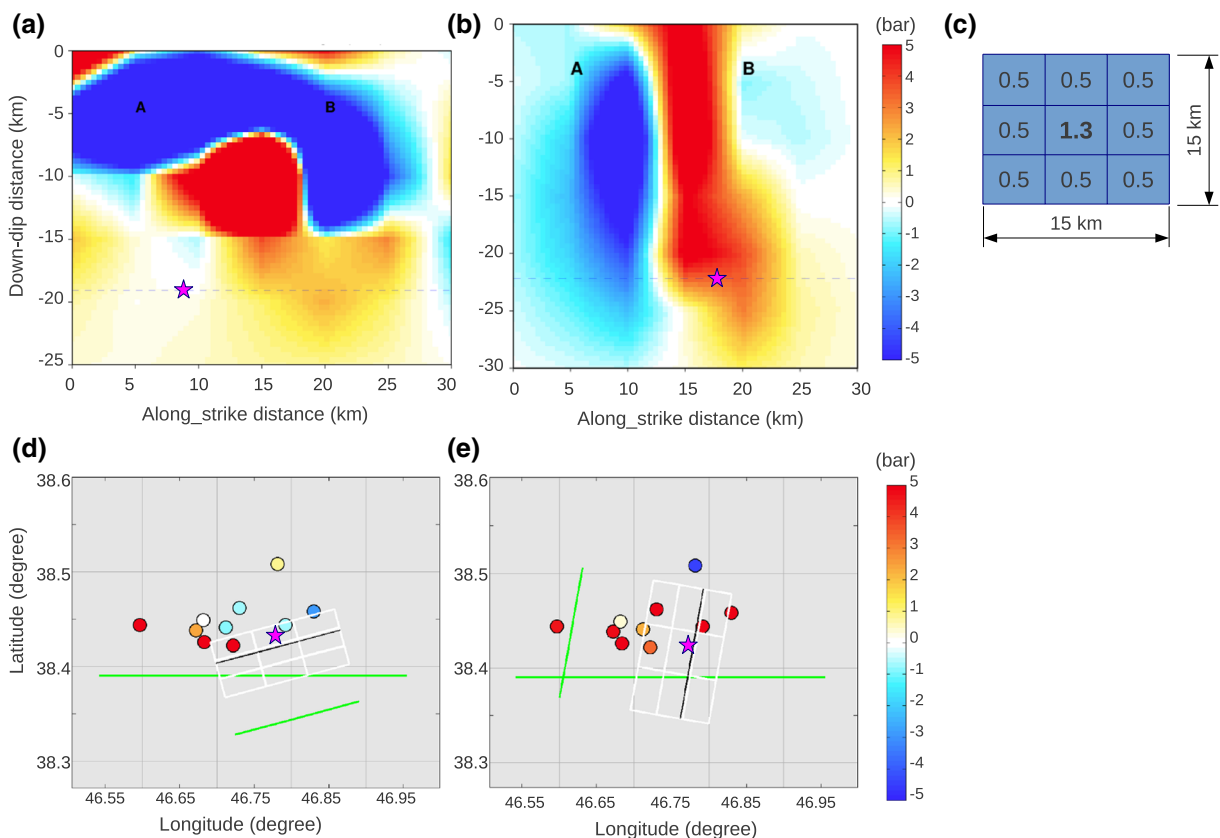 (a)
0
-5
-10
-15
-20
-25
Down-dip distance (km)
A
B
0 5 10 15 20 25 30
Along_strike distance (km)
(b)
0
-5
-10
-15
-20
-25
-30
A
B
0 5 10 15 20 25 30
Along_strike distance (km)
(bar)
5
4
3
2
1
0
-1
-2
-3
-4
-5
(c)
0.5 0.5 0.5
0.5 1.3 0.5
0.5 0.5 0.5
15 km
15 km
(d)
38.6
38.5
38.4
38.3
Latitude (degree)
46.55 46.65 46.75 46.85 46.95
Longitude (degree)
(e)
38.6
38.5
38.4
38.3
46.55 46.65 46.75 46.85 46.95
Longitude (degree)
(bar)
5
4
3
2
1
0
-1
-2
-3
-4
-5